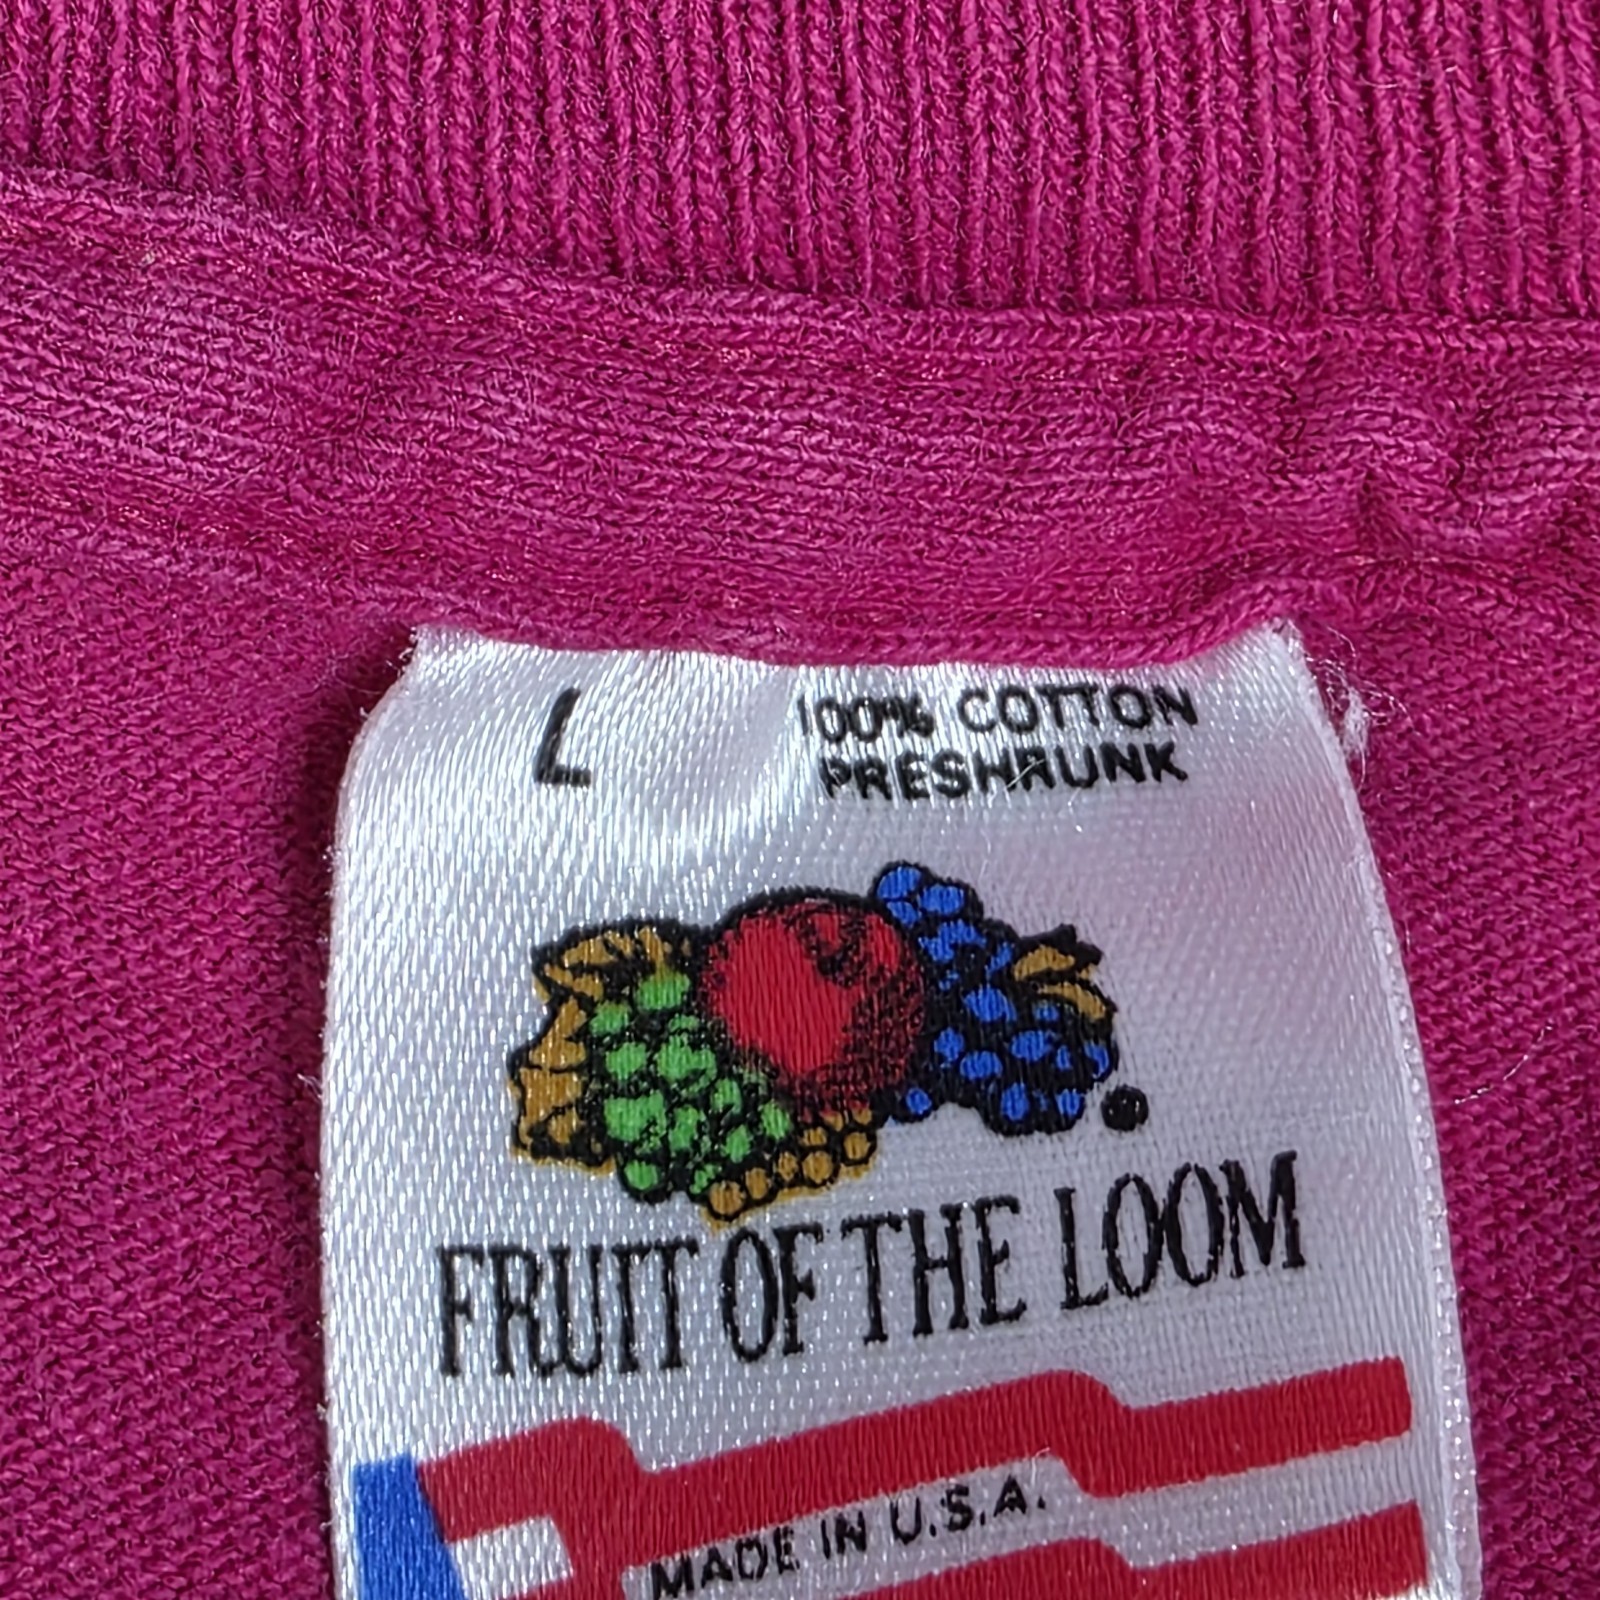 L
100% COTTON
PRESHRUNK
FRUIT OF THE LOOM
MADE IN U.S.A.